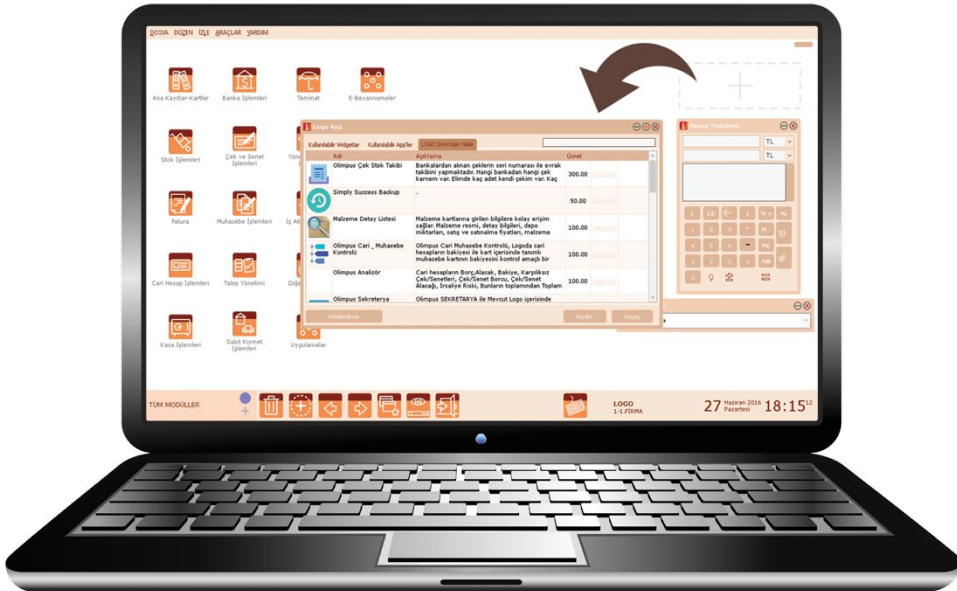 DOSYA DÜZEN İZLE ARAÇLAR YARDIM
Ana Kayıtlar-Kartlar
Banka İşlemleri
Teminat
E-Beyannameler
Stok İşlemleri
Çek ve Senet
İşlemleri
Fatura
Muhasebe İşlemleri
Cari Hesap İşlemleri
Talep Yönetimi
Kasa İşlemleri
Sabit Kıymet
İşlemleri
Uygulamalar
Logo App
Kullanılabilir Widgetlar Kullanılabilir App'ler LOGO Store'dan Yükle
Adı Açıklama Ücret
Olimpus Çek Stok Takibi
Bankalardan alınan çeklerin seri numarası ile evrak
takibini yapmaktadır. Hangi bankadan hangi çek
karnem var. Elimde kaç adet kendi çekim var. Kaç
300.00
Simply Success Backup
.
50.00
Malzeme Detay Listesi
Malzeme kartlarına girilen bilgilere kolay erişim
sağlar. Malzeme resmi, detay bilgileri, depo
miktarları, satış ve satınalma fiyatları, malzeme
100.00
Olimpus Cari _ Muhasebe
Kontrolü
Olimpus Cari Muhasebe Kontrolü, Logoda cari
hesapların bakiyesi ile kart içerisinde tanımlı
muhasebe kartının bakiyesini kontrol amaçlı bir
100.00
Olimpus Analizör
Cari hesapların Borç,Alacak, Bakiye, Karşılıksız
Çek/Senetleri, Çek/Senet Borcu, Çek/Senet
Alacağı, İrsaliye Riski, Bunların toplamından Toplam
100.00
Olimpus Sekreterya
Olimpus SEKRETARYA ile Mevcut Logo içerisinde
Yetkilendirme
Kaydet
Vazgeç
Hesap Makinesi
TL
TL
C CE
MC
MR
TÜM MODÜLLER
LOGO
1-1.FİRMA
27 Haziran 2016
Pazartesi
18:15 12